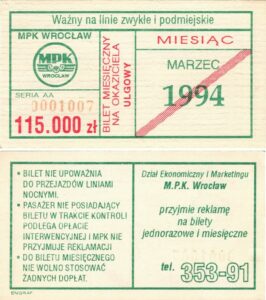 Ważny na linie zwykłe i podmiejskie
MPK WROCŁAW
MPK
WROCŁAW
SERIA AA
0001007
115.000 zł
BILET MIESIĘCZNY
NA OKAZICIELA
ULGOWY
MIESIĄC
MARZEC
1994
• BILET NIE UPOWAŻNIA
DO PRZEJAZDÓW LINIAMI
NOCNYMI.
• PASAŻER NIE POSIADAJĄCY
BILETU W TRAKCIE KONTROLI
PODLEGA OPŁACIE
INTERWENCYJNEJ I MPK NIE
PRZYJMUJE REKLAMACJI
• DO BILETU MIESIĘCZNEGO
NIE WOLNO STOSOWAĆ
ŻADNYCH DOPŁAT.
Dział Ekonomiczny i Marketingu
M.P.K. Wrocław
przyjmie reklamę
na bilety
jednorazowe i miesięczne
tel. 353-91
ENGRAF